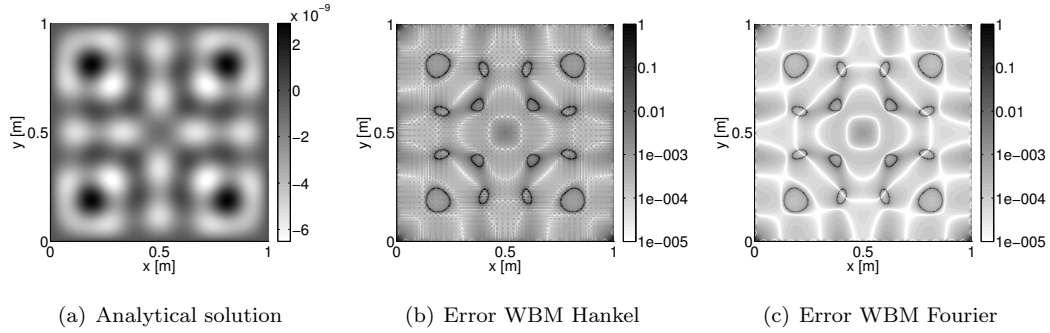 x 10⁻⁹
1
0.5
0
y [m]
0
0.5
1
x [m]
2
0
−2
−4
−6
1
0.5
0
y [m]
0
0.5
1
x [m]
1
0.1
0.01
1e−003
1e−004
1e−005
1
0.5
0
y [m]
0
0.5
1
x [m]
1
0.1
0.01
1e−003
1e−004
1e−005
(a) Analytical solution
(b) Error WBM Hankel
(c) Error WBM Fourier